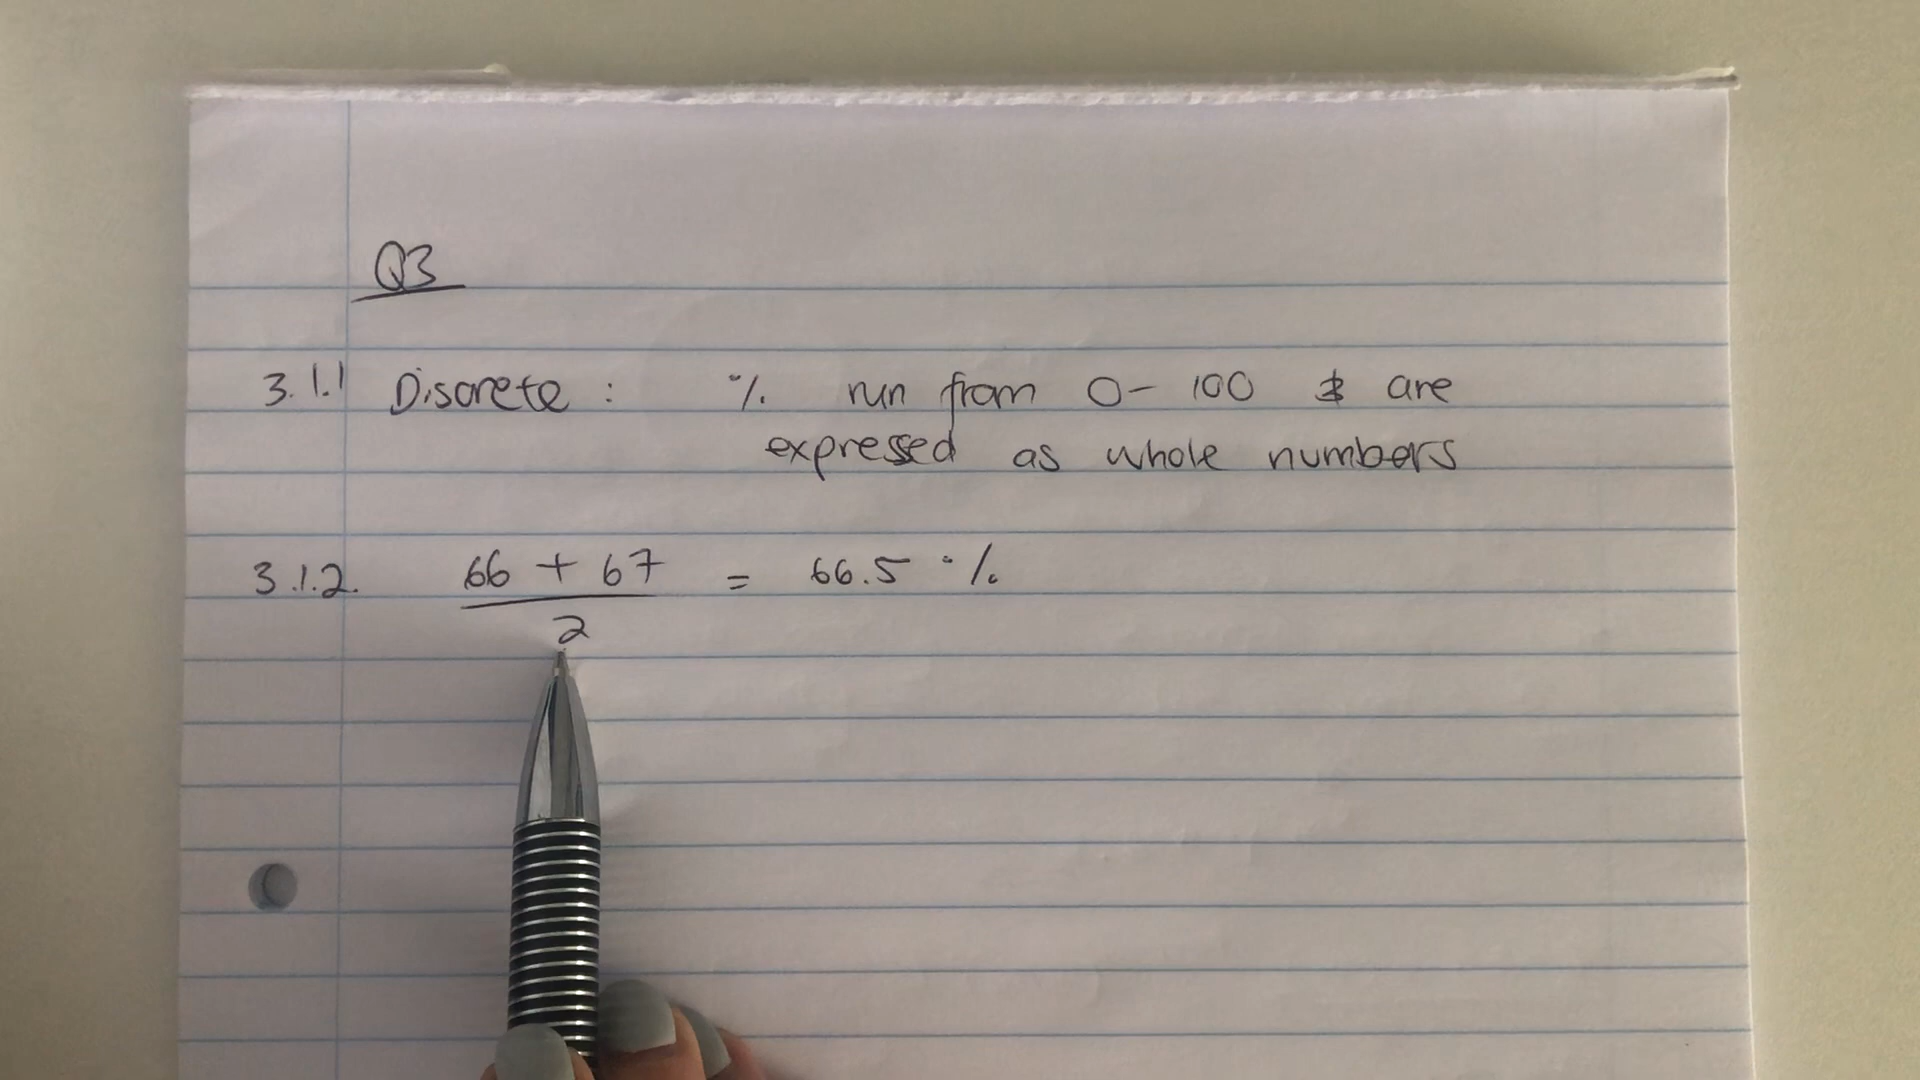 Q3
3.1.1 Discrete : % run from 0 - 100 & are
expressed as whole numbers
3.1.2. 66 + 67 = 66.5 %
2